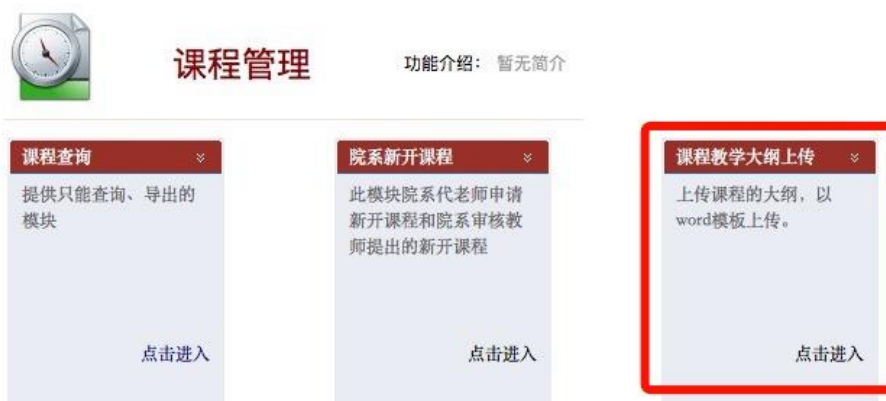 课程管理
功能介绍： 暂无简介
课程查询
提供只能查询、导出的
模块
点击进入
院系新开课程
此模块院系代老师申请
新开课程和院系审核教
师提出的新开课程
点击进入
课程教学大纲上传
上传课程的大纲，以
word模板上传。
点击进入